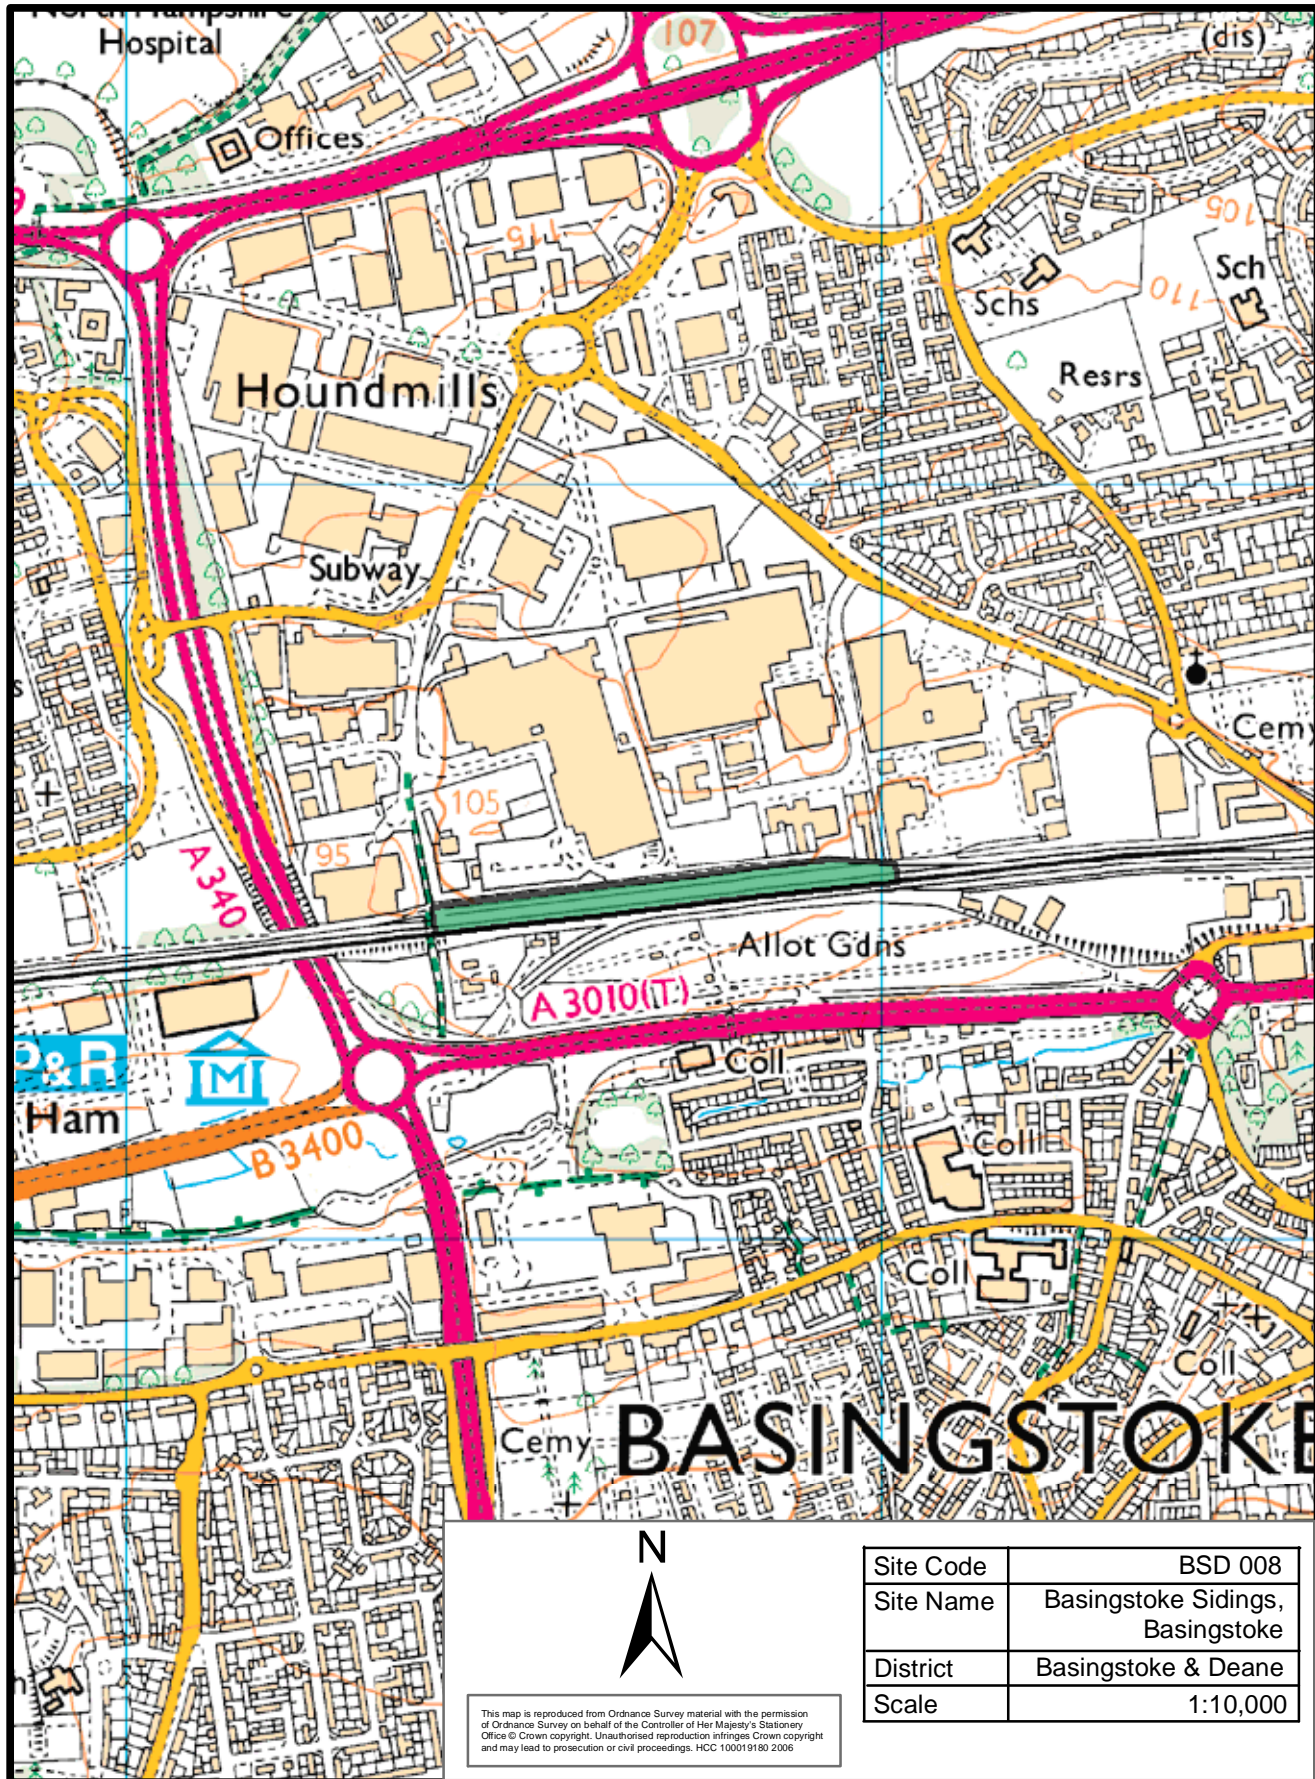 North Hampshire
Hospital
107
(dis)
Offices
9
115
105
Sch
110
Schs
Resrs
Houndmills
Subway
s
Cemy
105
95
A 340
Allot Gdns
A 3010(T)
P&R
M
Coll
Ham
B 3400
Coll
Coll
Coll
Cemy
BASINGSTOKE
N
Site Code BSD 008
Site Name Basingstoke Sidings,
Basingstoke
District Basingstoke & Deane
Scale 1:10,000
This map is reproduced from Ordnance Survey material with the permission
of Ordnance Survey on behalf of the Controller of Her Majesty's Stationery
Office © Crown copyright. Unauthorised reproduction infringes Crown copyright
and may lead to prosecution or civil proceedings. HCC 100019180 2006